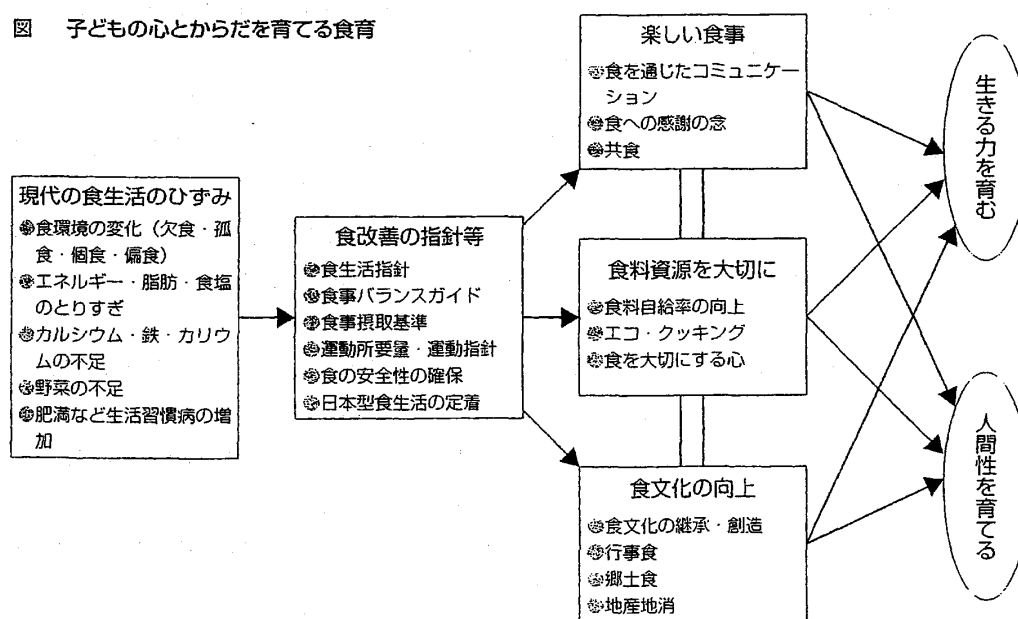 図 子どもの心とからだを育てる食育
現代の食生活のひずみ
食環境の変化（欠食・孤
食・個食・偏食）
エネルギー・脂肪・食塩
のとりすぎ
カルシウム・鉄・カリウ
ムの不足
野菜の不足
肥満など生活習慣病の増
加
食改善の指針等
食生活指針
食事バランスガイド
食事摂取基準
運動所要量・運動指針
食の安全性の確保
日本型食生活の定着
楽しい食事
食を通じたコミュニケー
ション
食への感謝の念
共食
食料資源を大切に
食料自給率の向上
エコ・クッキング
食を大切にする心
食文化の向上
食文化の継承・創造
行事食
郷土食
地産地消
生きる力を育む
人間性を育てる